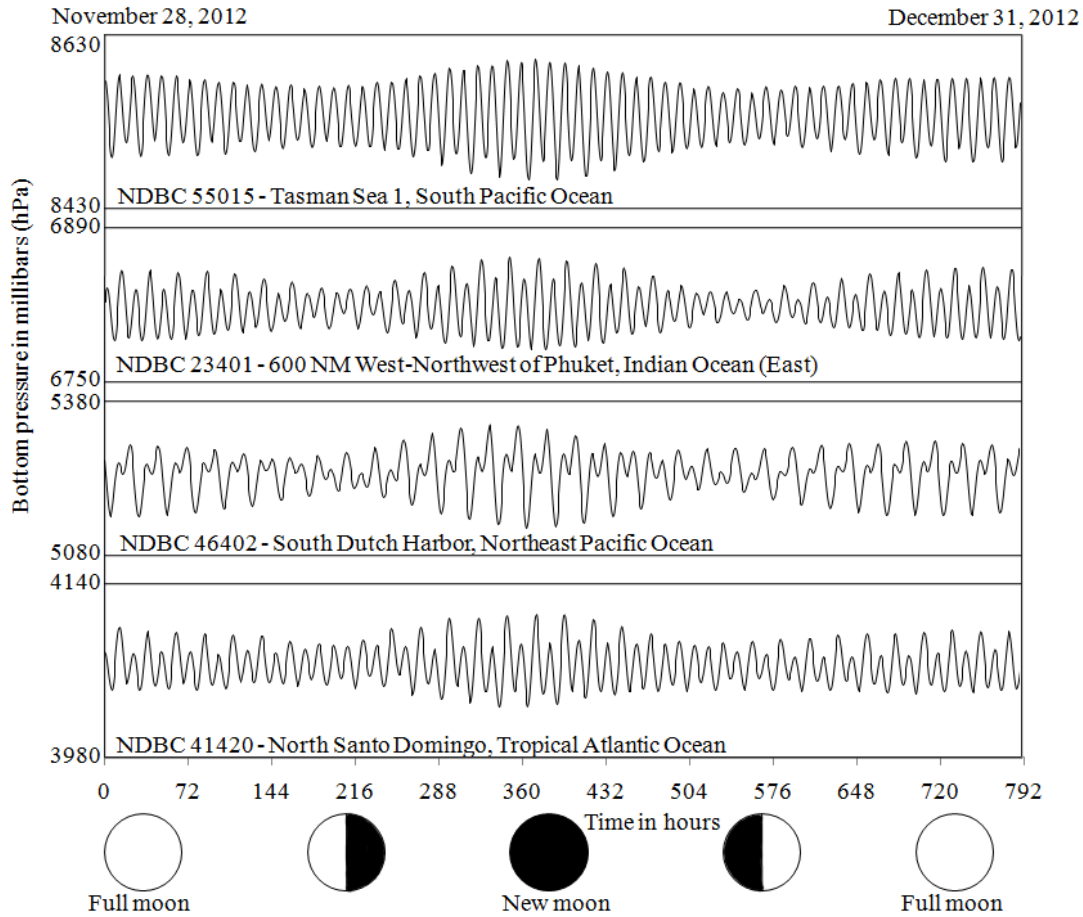 November 28, 2012
December 31, 2012
Bottom pressure in millibars (hPa)
8630
NDBC 55015 - Tasman Sea 1, South Pacific Ocean
8430
6890
NDBC 23401 - 600 NM West-Northwest of Phuket, Indian Ocean (East)
6750
5380
NDBC 46402 - South Dutch Harbor, Northeast Pacific Ocean
5080
4140
NDBC 41420 - North Santo Domingo, Tropical Atlantic Ocean
3980
0 72 144 216 288 360 432 504 576 648 720 792
Time in hours
Full moon
New moon
Full moon